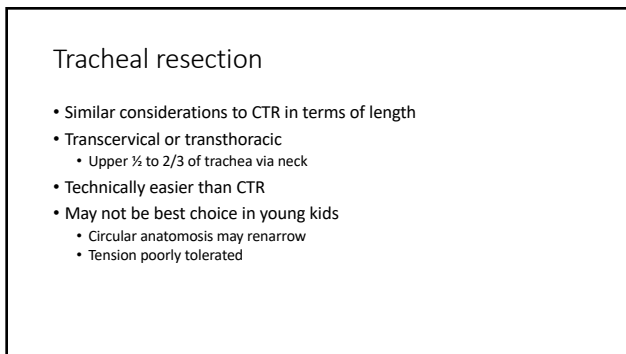 Tracheal resection
• Similar considerations to CTR in terms of length
• Transcervical or transthoracic
• Upper ½ to 2/3 of trachea via neck
• Technically easier than CTR
• May not be best choice in young kids
• Circular anatomosis may renarrow
• Tension poorly tolerated